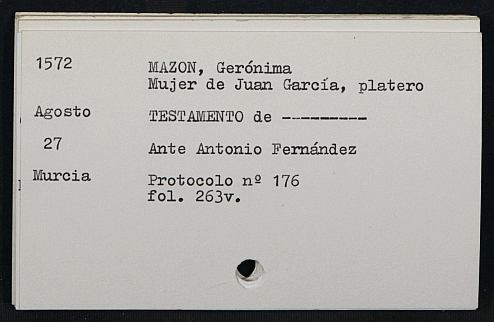 1572 MAZON, Gerónima
Mujer de Juan García, platero
Agosto TESTAMENTO de ---------
27 Ante Antonio Fernández
Murcia Protocolo nº 176
fol. 263v.